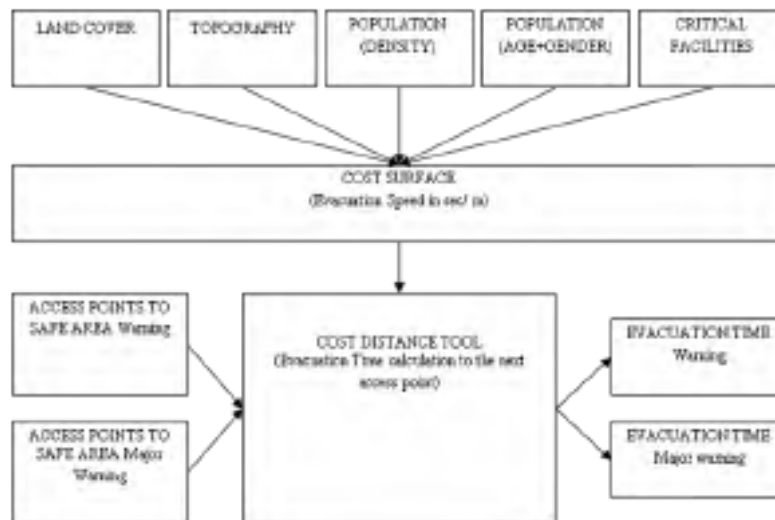 LAND COVER
TOPOGRAPHY
POPULATION
(DENSITY)
POPULATION
(AGE+GENDER)
CRITICAL
FACILITIES
COST SURFACE
(Evacuation Speed in sec/ m)
ACCESS POINTS TO
SAFE AREA Warning
ACCESS POINTS TO
SAFE AREA Major
Warning
COST DISTANCE TOOL
(Evacuation Time calculation to the next
access point)
EVACUATION TIME
Warning
EVACUATION TIME
Major warning